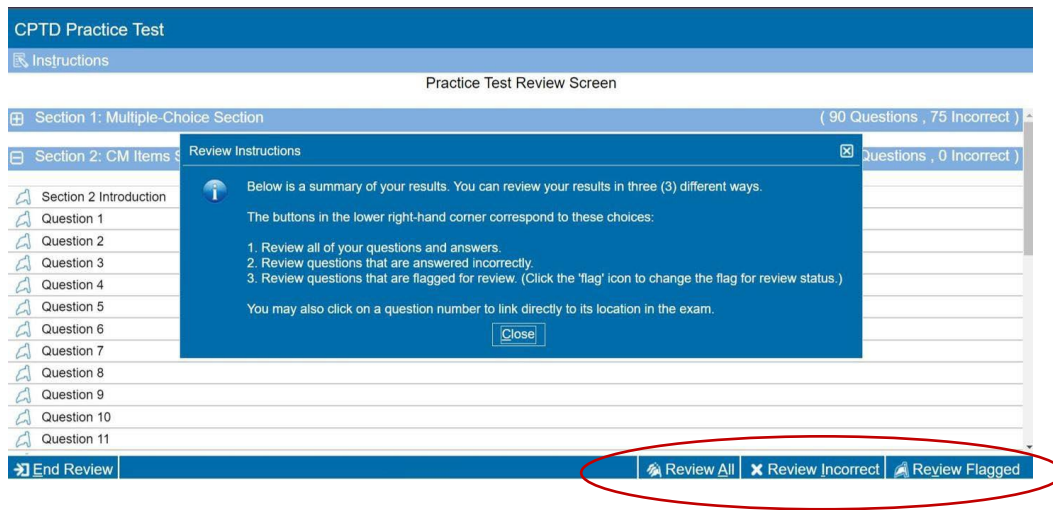 CPTD Practice Test
Instructions
Practice Test Review Screen
Section 1: Multiple-Choice Section ( 90 Questions , 75 Incorrect )
Section 2: CM Items Questions , 0 Incorrect )
Review Instructions
Below is a summary of your results. You can review your results in three (3) different ways.
The buttons in the lower right-hand corner correspond to these choices:
1. Review all of your questions and answers.
2. Review questions that are answered incorrectly.
3. Review questions that are flagged for review. (Click the 'flag' icon to change the flag for review status.)
You may also click on a question number to link directly to its location in the exam.
Close
Section 2 Introduction
Question 1
Question 2
Question 3
Question 4
Question 5
Question 6
Question 7
Question 8
Question 9
Question 10
Question 11
End Review Review All Review Incorrect Review Flagged